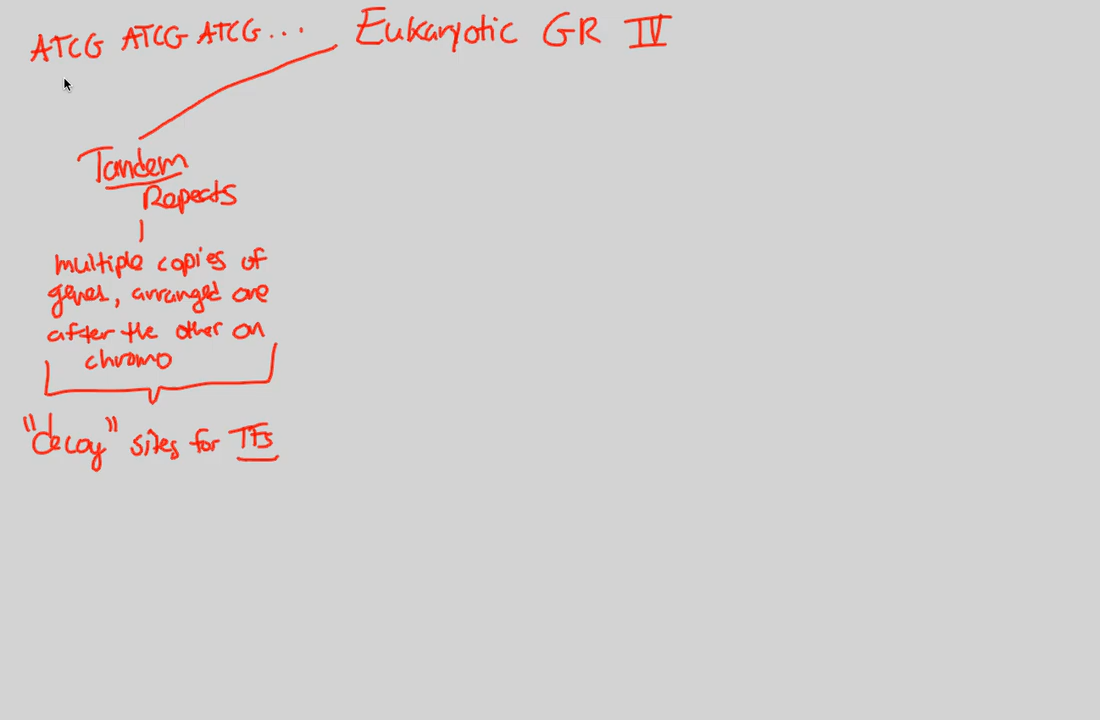 ATCG ATCG ATCG...
Eukaryotic GR IV
Tandem
Repeats
multiple copies of
genes, arranged one
after the other on
chromo
"decoy" sites for TFs